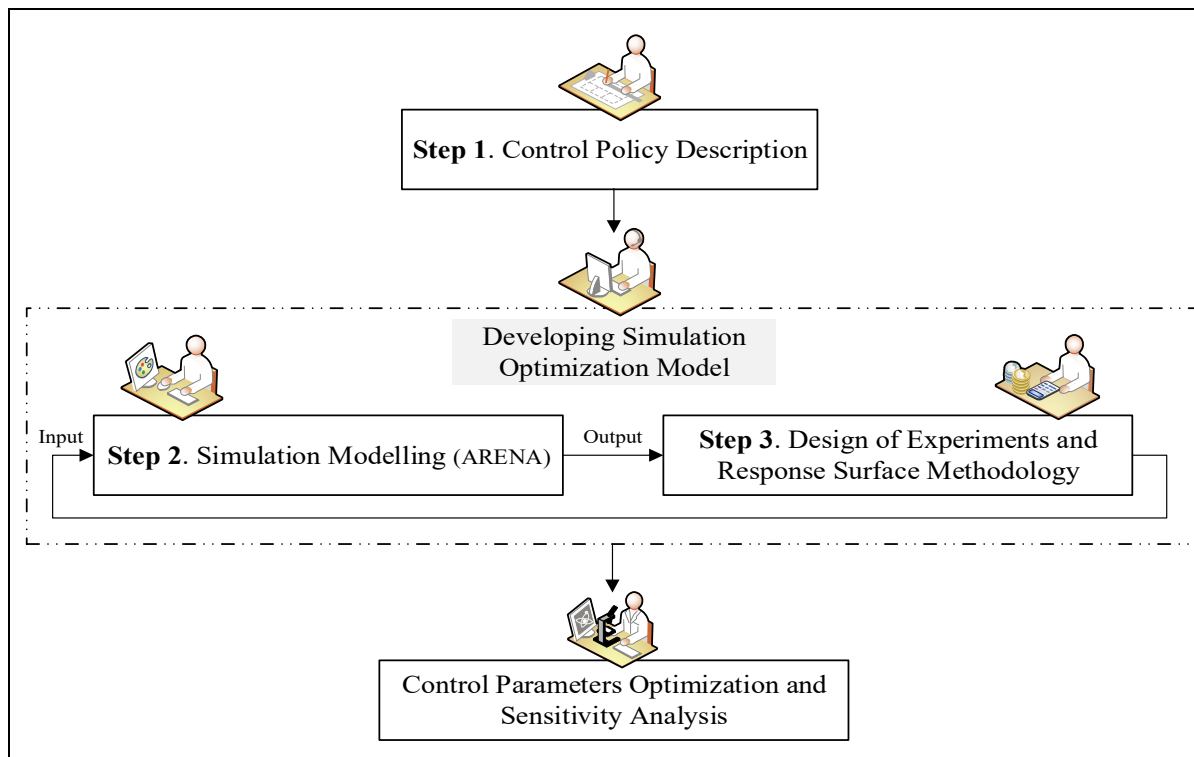 Step 1. Control Policy Description
Developing Simulation
Optimization Model
Input
Step 2. Simulation Modelling (ARENA)
Output
Step 3. Design of Experiments and
Response Surface Methodology
Control Parameters Optimization and
Sensitivity Analysis